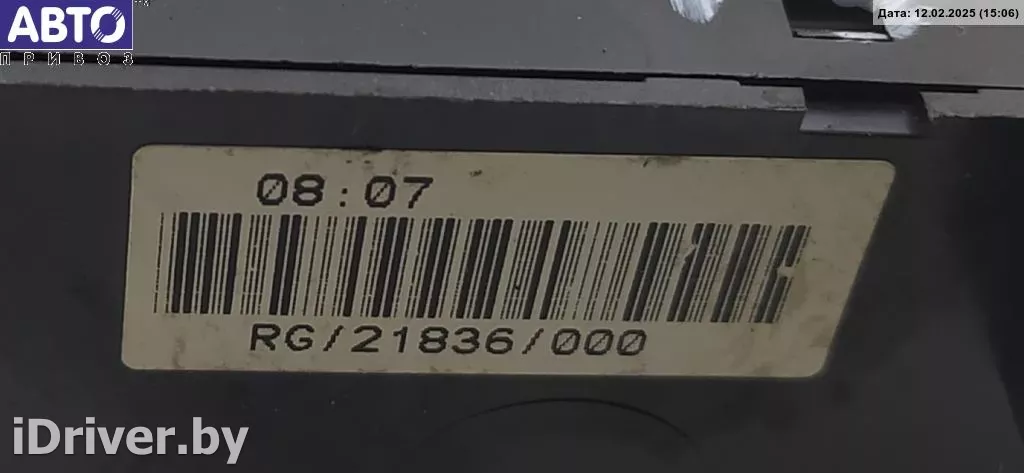 АВТО
ПРИВОЗ
Дата: 12.02.2025 (15:06)
08:07
RG/21836/000
iDriver.by